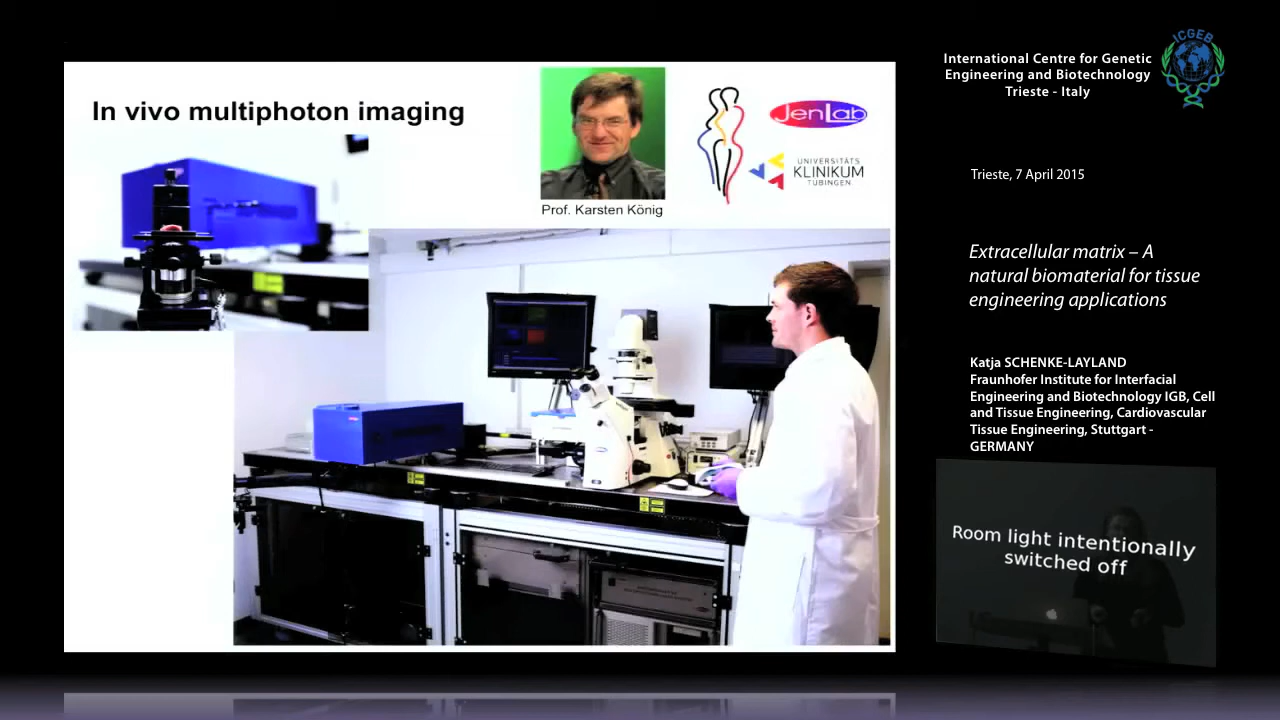 In vivo multiphoton imaging
Prof. Karsten König
JenLab
UNIVERSITÄTS
KLINIKUM
TÜBINGEN
ICGEB
International Centre for Genetic
Engineering and Biotechnology
Trieste - Italy
Trieste, 7 April 2015
Extracellular matrix – A
natural biomaterial for tissue
engineering applications
Katja SCHENKE-LAYLAND
Fraunhofer Institute for Interfacial
Engineering and Biotechnology IGB, Cell
and Tissue Engineering, Cardiovascular
Tissue Engineering, Stuttgart -
GERMANY
Room light intentionally
switched off